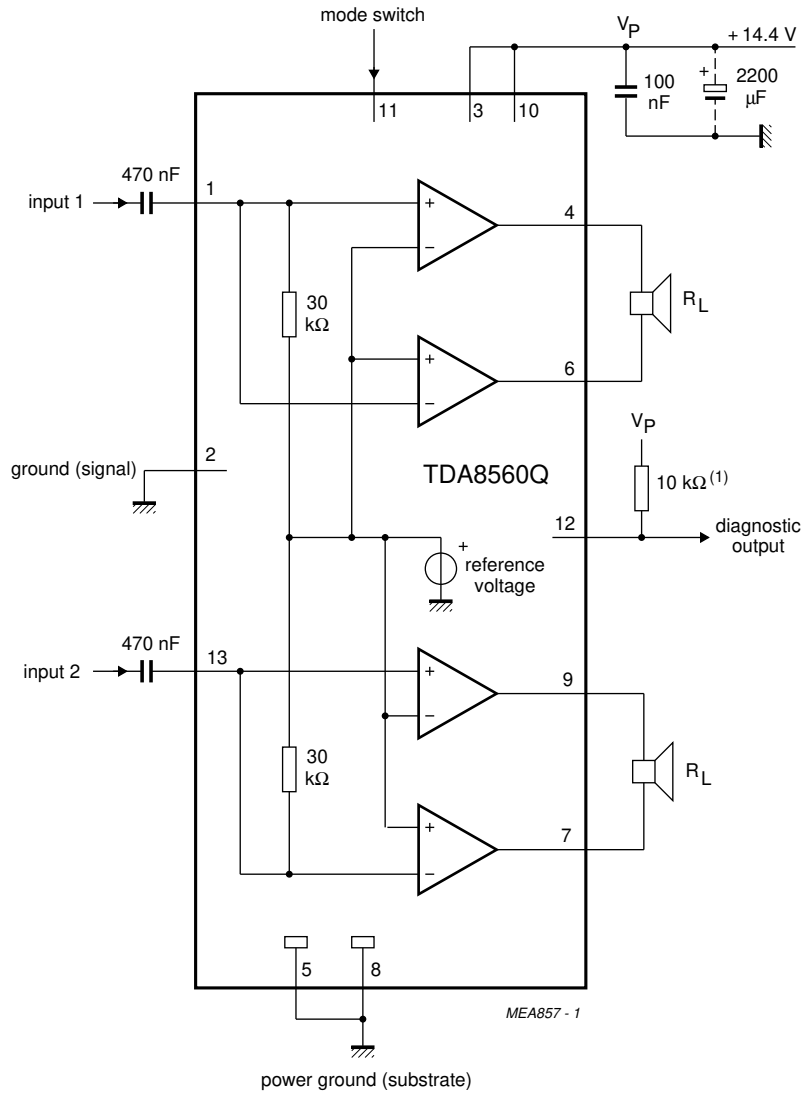 mode switch
V_P
+ 14.4 V
100
nF
+
2200
μF
11
3
10
470 nF
input 1
1
+
−
4
30
kΩ
R_L
+
−
6
2
ground (signal)
TDA8560Q
V_P
10 kΩ (1)
12
diagnostic
output
+
reference
voltage
470 nF
input 2
13
+
−
9
30
kΩ
R_L
+
−
7
5
8
MEA857 - 1
power ground (substrate)